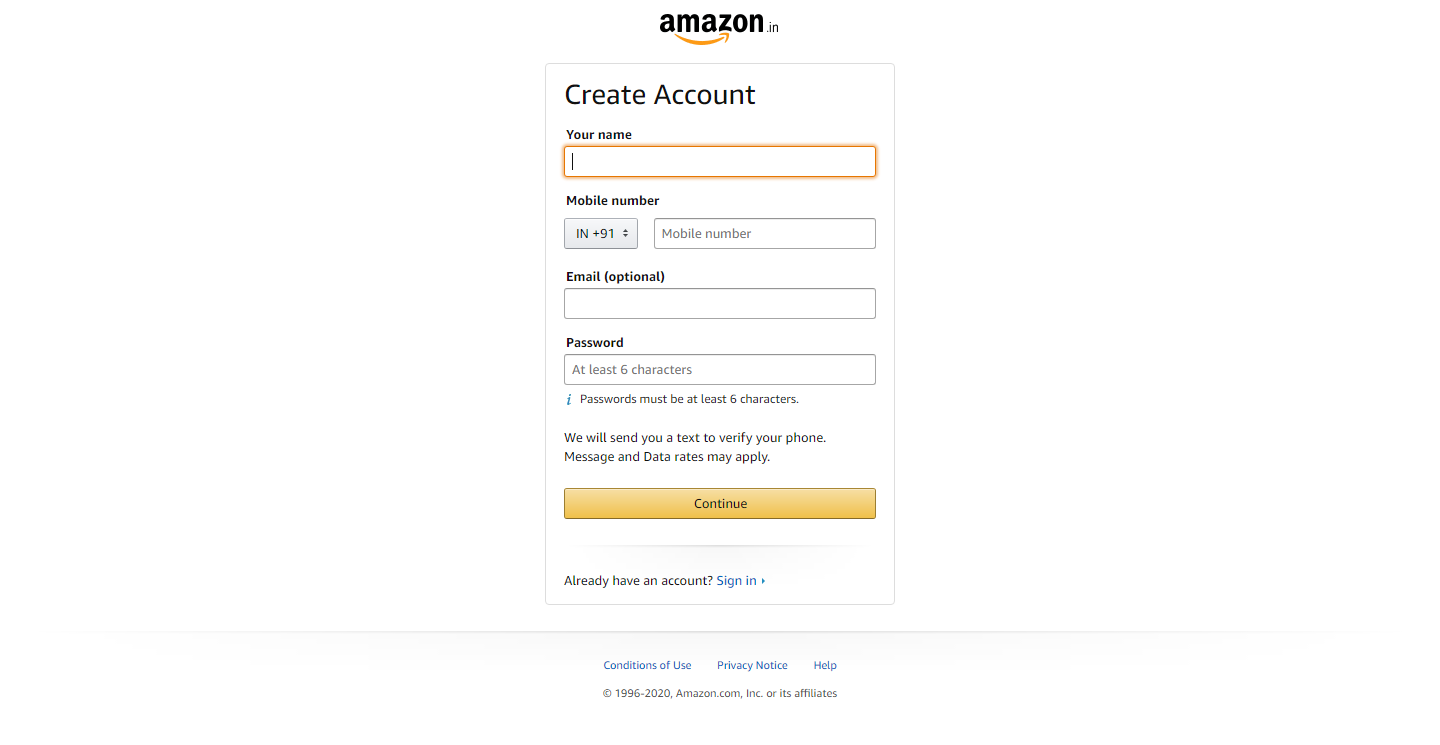 amazon.in
Create Account
Your name
Mobile number
IN +91
Mobile number
Email (optional)
Password
At least 6 characters
i Passwords must be at least 6 characters.
We will send you a text to verify your phone.
Message and Data rates may apply.
Continue
Already have an account? Sign in
Conditions of Use Privacy Notice Help
© 1996-2020, Amazon.com, Inc. or its affiliates